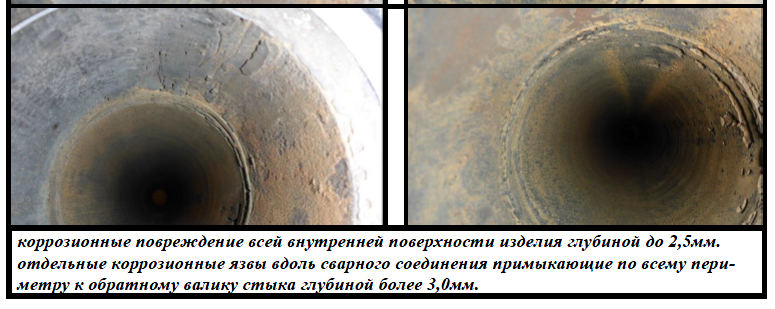 коррозионные повреждение всей внутренней поверхности изделия глубиной до 2,5мм.
отдельные коррозионные язвы вдоль сварного соединения примыкающие по всему пери-
метру к обратному валику стыка глубиной более 3,0мм.